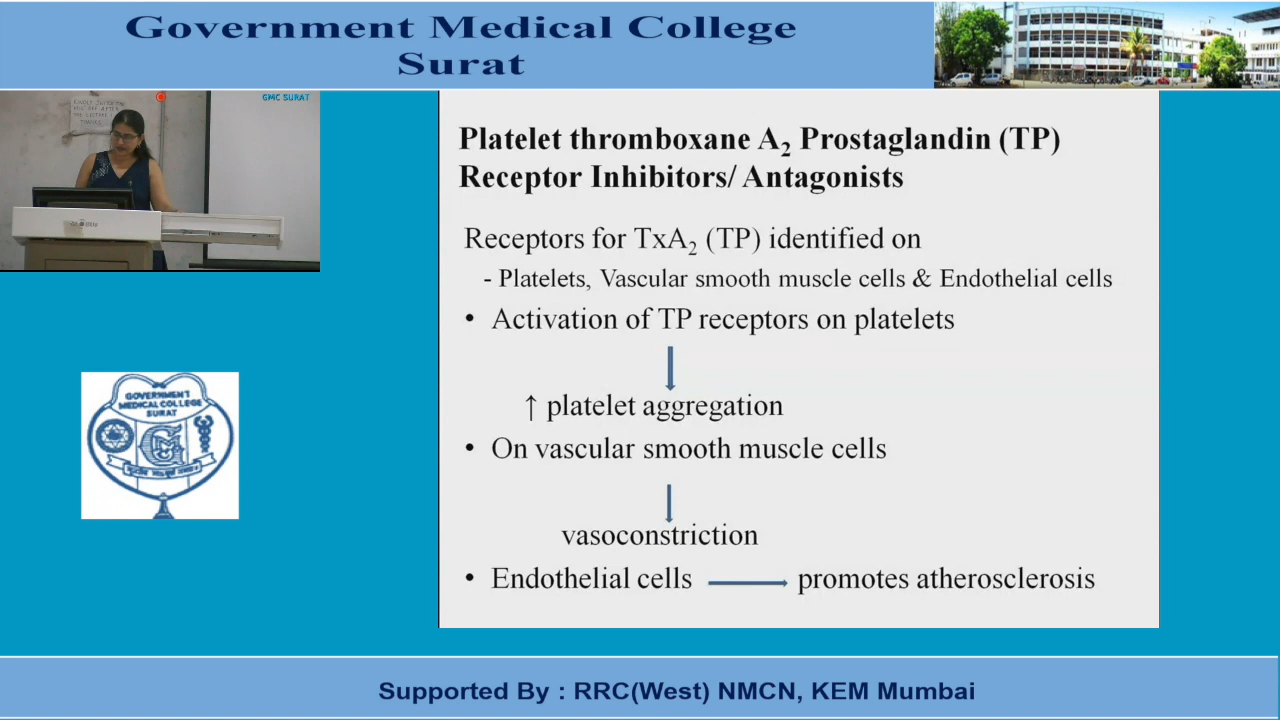 Government Medical College
Surat
GMC SURAT
Platelet thromboxane A₂ Prostaglandin (TP)
Receptor Inhibitors/ Antagonists
Receptors for TxA₂ (TP) identified on
- Platelets, Vascular smooth muscle cells & Endothelial cells
• Activation of TP receptors on platelets
↑ platelet aggregation
• On vascular smooth muscle cells
vasoconstriction
• Endothelial cells → promotes atherosclerosis
GOVERNMENT
MEDICAL COLLEGE
SURAT
Supported By : RRC(West) NMCN, KEM Mumbai